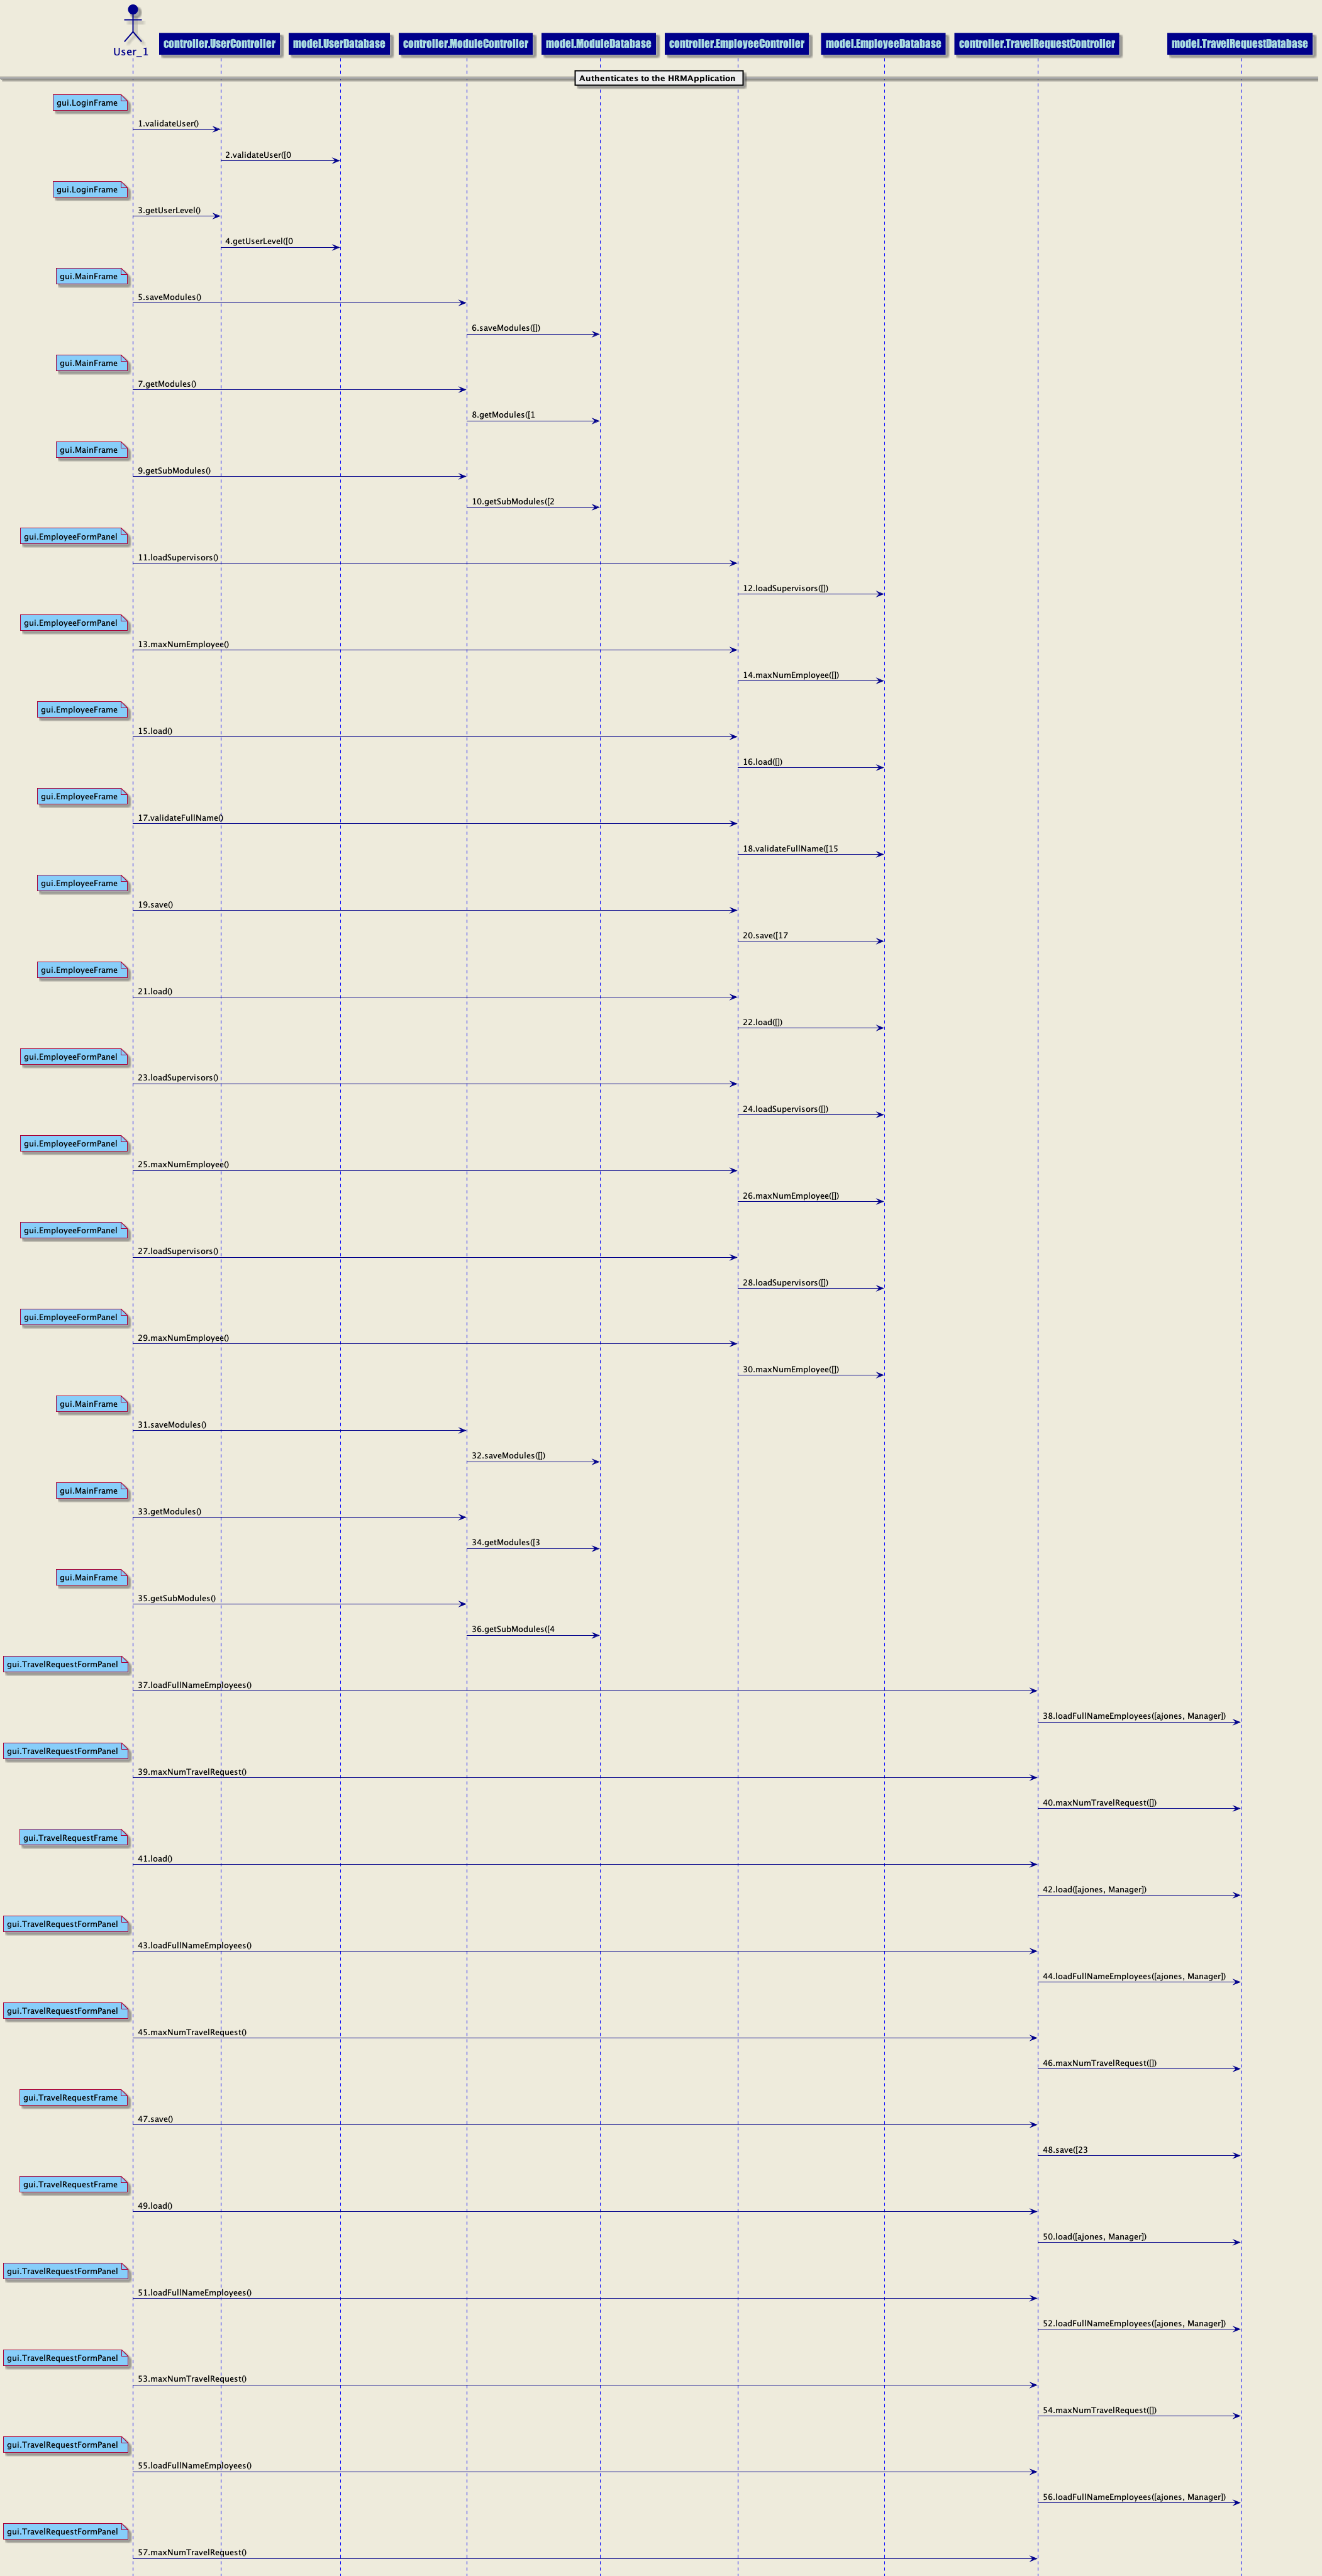 User_1
controller.UserController
model.UserDatabase
controller.ModuleController
model.ModuleDatabase
controller.EmployeeController
model.EmployeeDatabase
controller.TravelRequestController
model.TravelRequestDatabase
Authenticates to the HRMApplication
gui.LoginFrame
1.validateUser()
2.validateUser([0
gui.LoginFrame
3.getUserLevel()
4.getUserLevel([0
gui.MainFrame
5.saveModules()
6.saveModules([])
gui.MainFrame
7.getModules()
8.getModules([1
gui.MainFrame
9.getSubModules()
10.getSubModules([2
gui.EmployeeFormPanel
11.loadSupervisors()
12.loadSupervisors([])
gui.EmployeeFormPanel
13.maxNumEmployee()
14.maxNumEmployee([])
gui.EmployeeFrame
15.load()
16.load([])
gui.EmployeeFrame
17.validateFullName()
18.validateFullName([15
gui.EmployeeFrame
19.save()
20.save([17
gui.EmployeeFrame
21.load()
22.load([])
gui.EmployeeFormPanel
23.loadSupervisors()
24.loadSupervisors([])
gui.EmployeeFormPanel
25.maxNumEmployee()
26.maxNumEmployee([])
gui.EmployeeFormPanel
27.loadSupervisors()
28.loadSupervisors([])
gui.EmployeeFormPanel
29.maxNumEmployee()
30.maxNumEmployee([])
gui.MainFrame
31.saveModules()
32.saveModules([])
gui.MainFrame
33.getModules()
34.getModules([3
gui.MainFrame
35.getSubModules()
36.getSubModules([4
gui.TravelRequestFormPanel
37.loadFullNameEmployees()
38.loadFullNameEmployees([ajones, Manager])
gui.TravelRequestFormPanel
39.maxNumTravelRequest()
40.maxNumTravelRequest([])
gui.TravelRequestFrame
41.load()
42.load([ajones, Manager])
gui.TravelRequestFormPanel
43.loadFullNameEmployees()
44.loadFullNameEmployees([ajones, Manager])
gui.TravelRequestFormPanel
45.maxNumTravelRequest()
46.maxNumTravelRequest([])
gui.TravelRequestFrame
47.save()
48.save([23
gui.TravelRequestFrame
49.load()
50.load([ajones, Manager])
gui.TravelRequestFormPanel
51.loadFullNameEmployees()
52.loadFullNameEmployees([ajones, Manager])
gui.TravelRequestFormPanel
53.maxNumTravelRequest()
54.maxNumTravelRequest([])
gui.TravelRequestFormPanel
55.loadFullNameEmployees()
56.loadFullNameEmployees([ajones, Manager])
gui.TravelRequestFormPanel
57.maxNumTravelRequest()